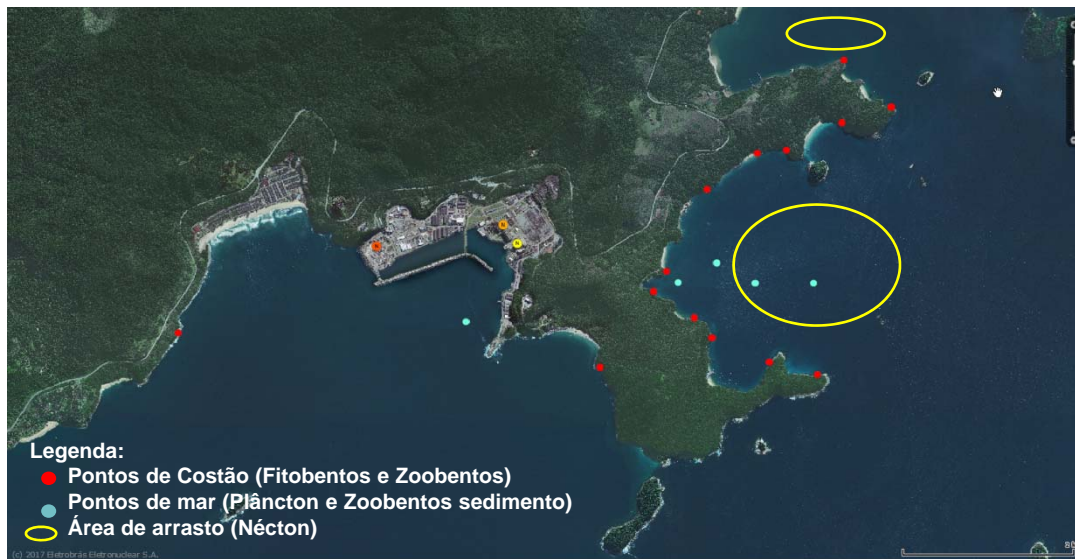 N
N
N
Legenda:
Pontos de Costão (Fitobentos e Zoobentos)
Pontos de mar (Plâncton e Zoobentos sedimento)
Área de arrasto (Nécton)
(c) 2017 Eletrobrás Eletronuclear S.A.